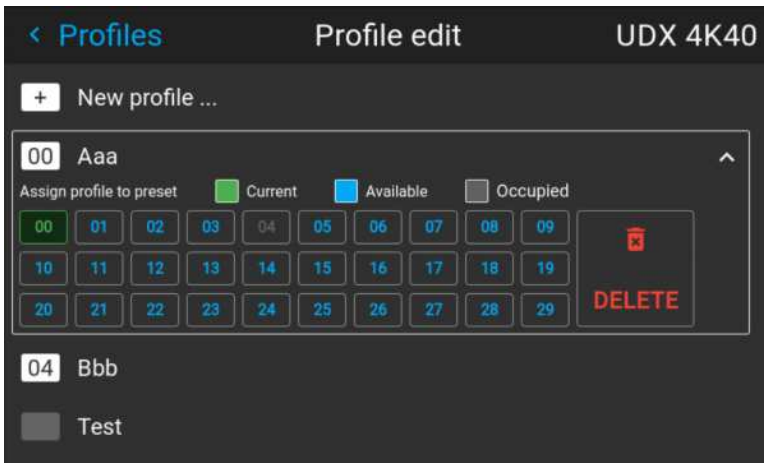 < Profiles Profile edit UDX 4K40
+ New profile ...
00 Aaa
Assign profile to preset Current Available Occupied
00 01 02 03 04 05 06 07 08 09
10 11 12 13 14 15 16 17 18 19
20 21 22 23 24 25 26 27 28 29
DELETE
04 Bbb
Test